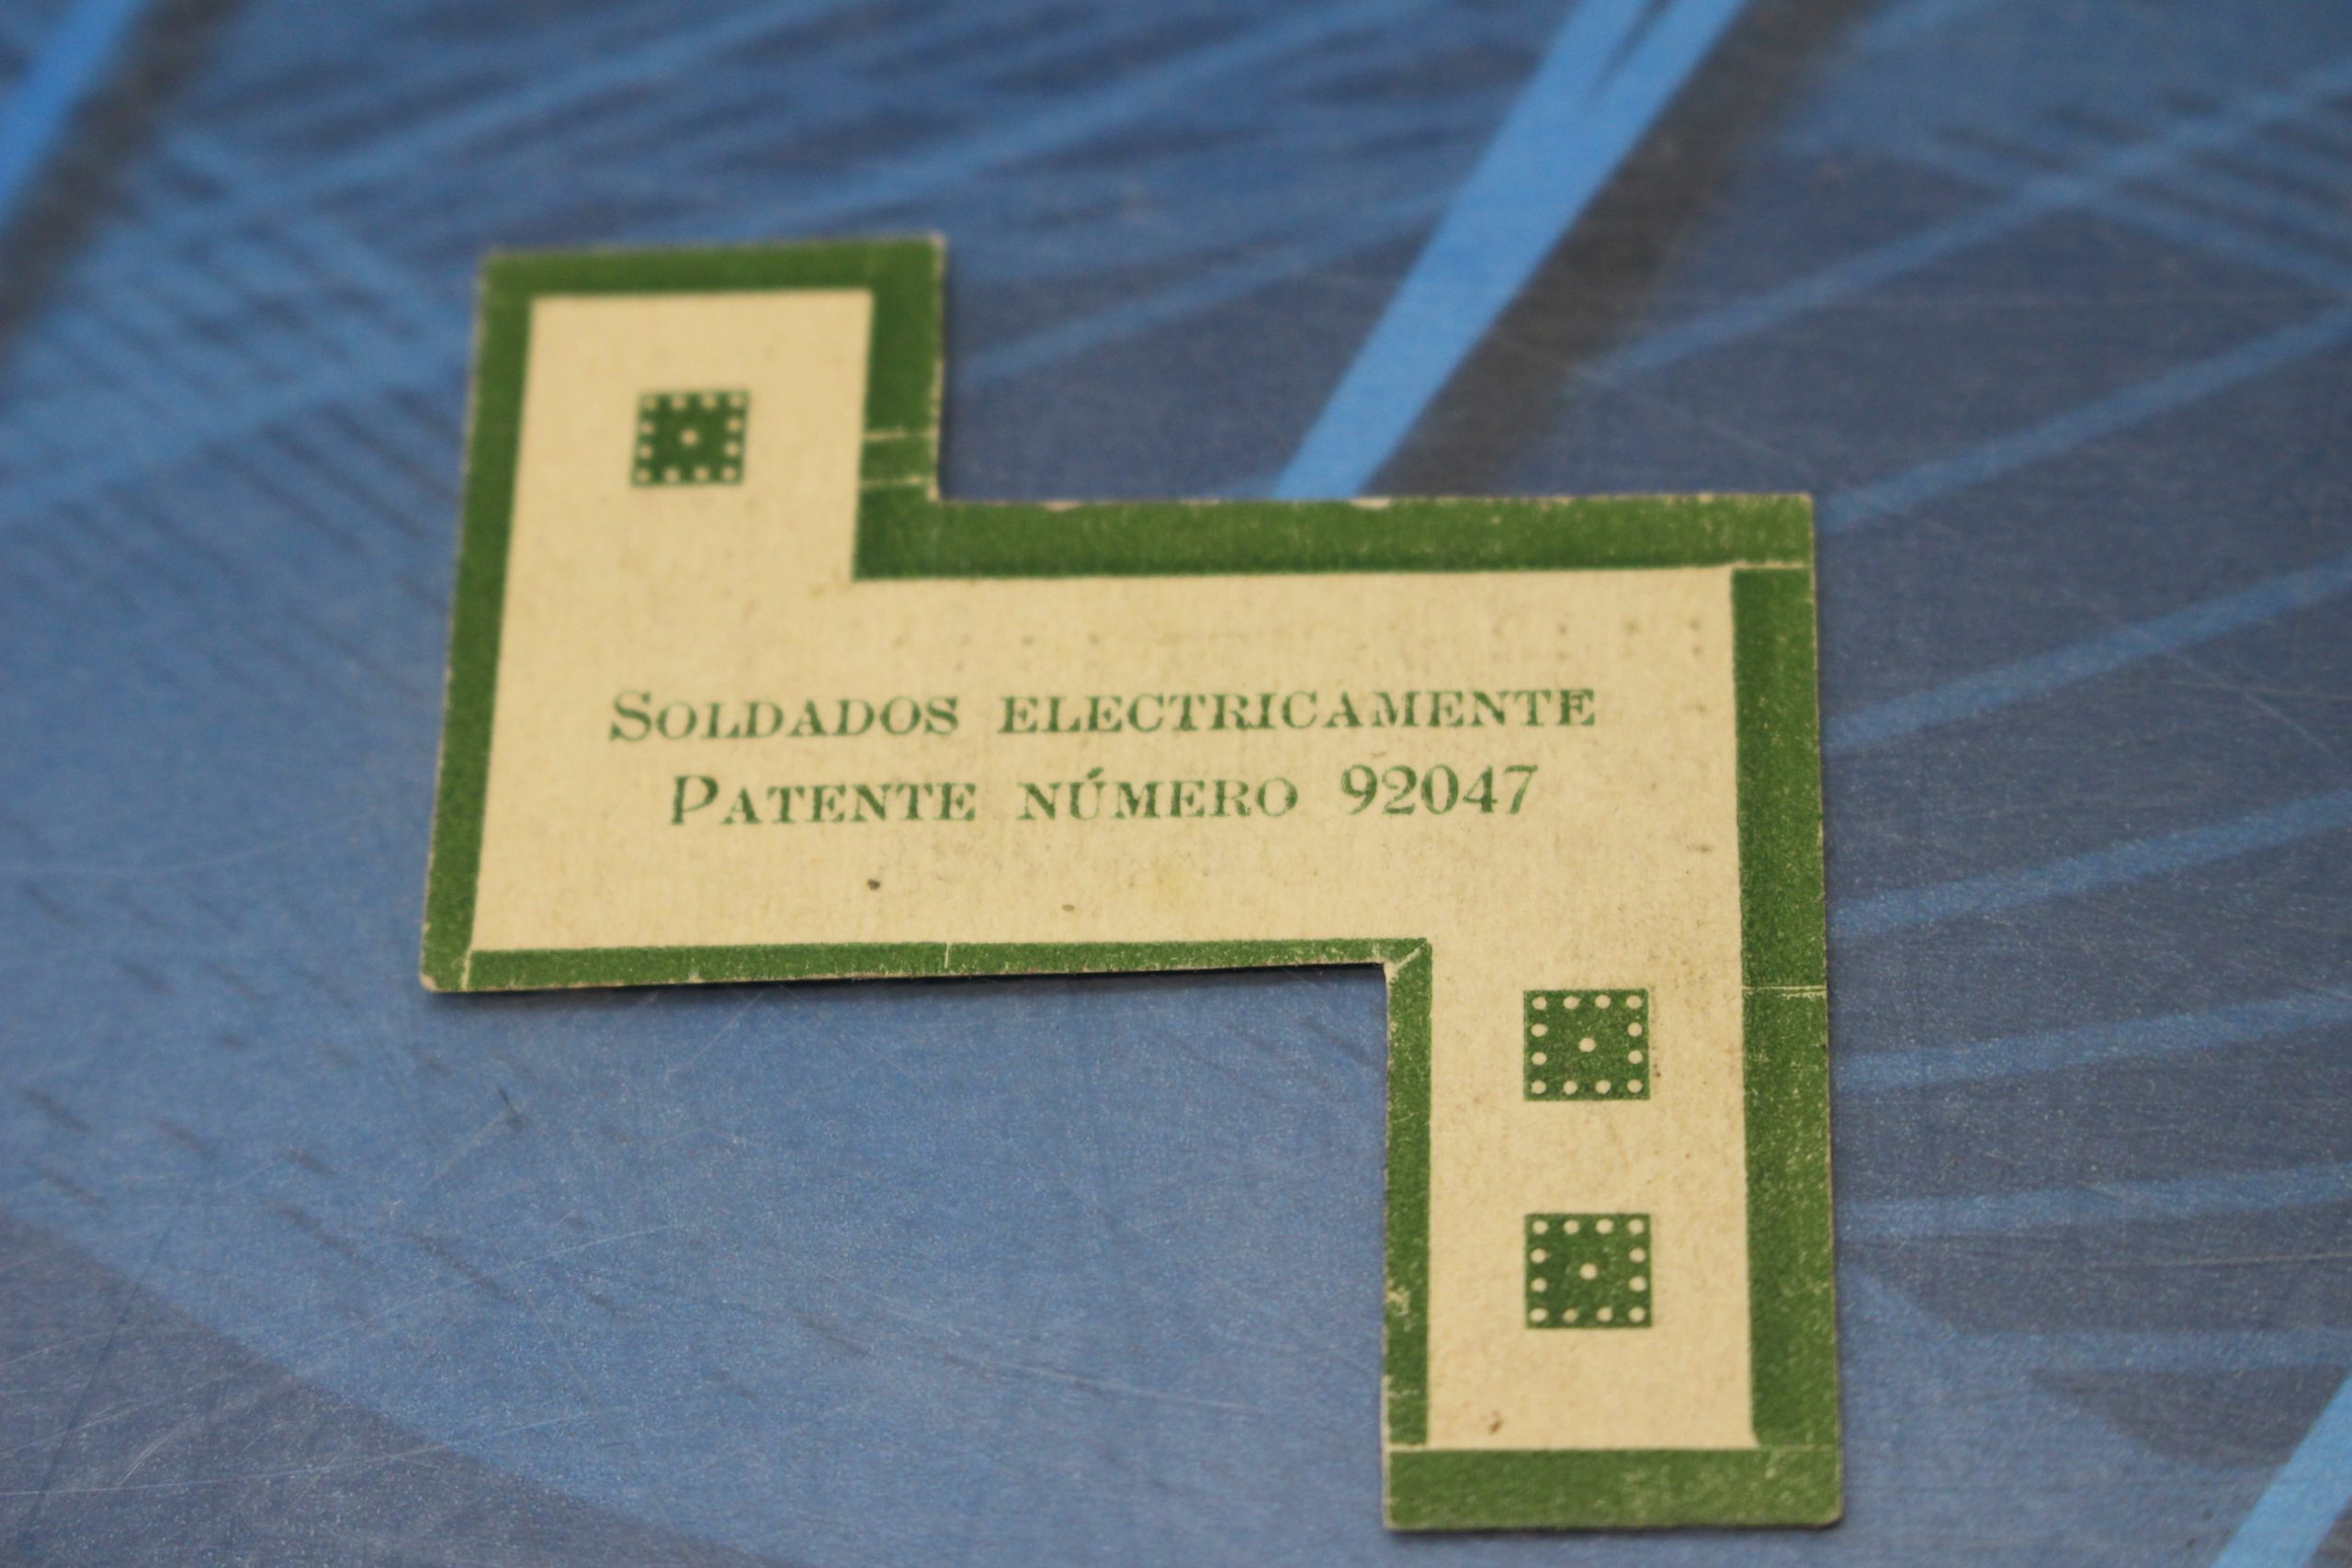 SOLDADOS ELECTRICAMENTE
PATENTE NÚMERO 92047